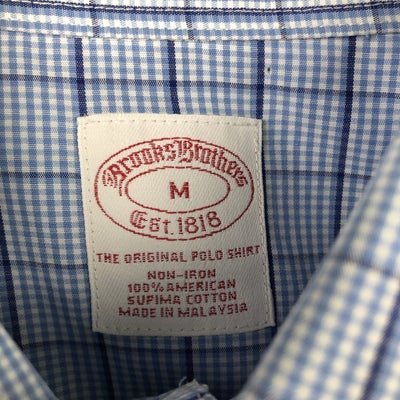 Brooks Brothers
M
Est. 1818
THE ORIGINAL POLO SHIRT
NON-IRON
100% AMERICAN
SUPIMA COTTON
MADE IN MALAYSIA